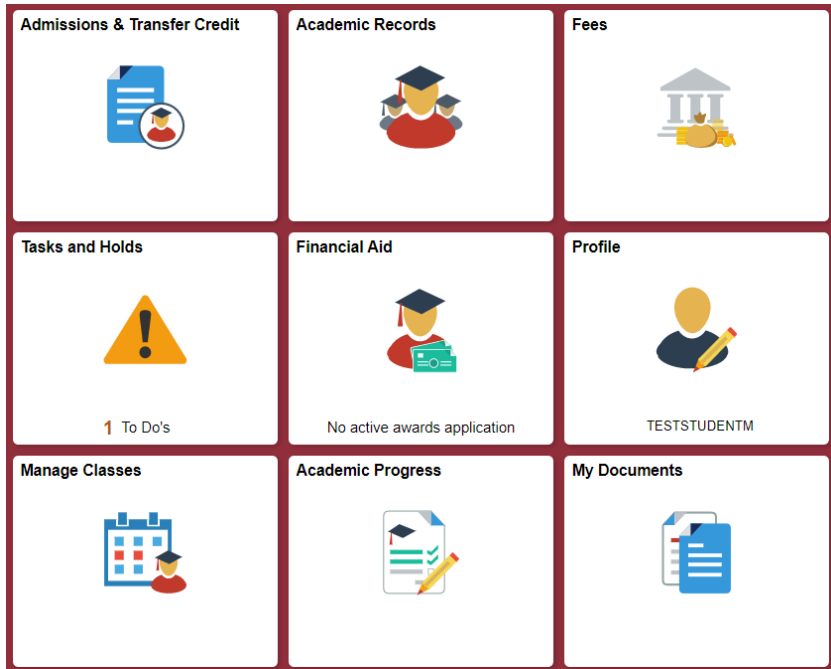 Admissions & Transfer Credit
Academic Records
Fees
Tasks and Holds
1 To Do's
Financial Aid
No active awards application
Profile
TESTSTUDENTM
Manage Classes
Academic Progress
My Documents